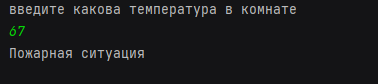 введите какова температура в комнате
67
Пожарная ситуация